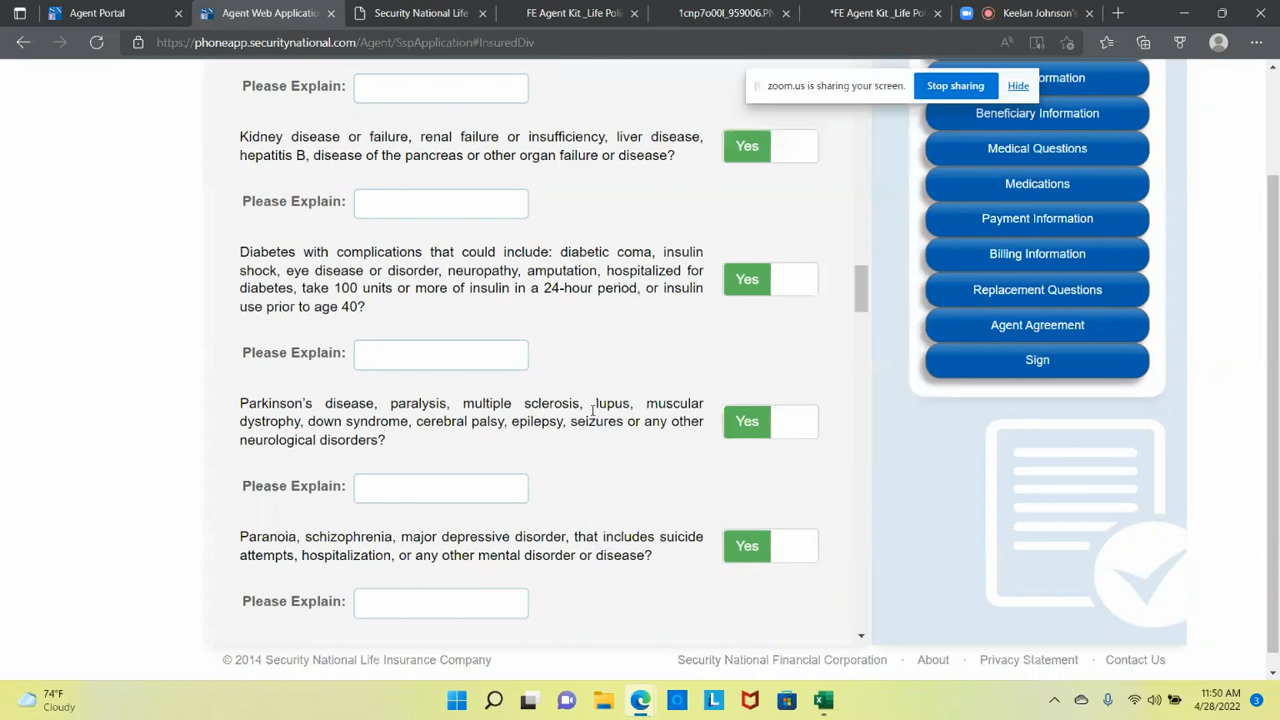 Agent Portal
Agent Web Applicatio
Security National Life
FE Agent Kit _Life Poli
1cnp7o00l_959806.PN
*FE Agent Kit _Life Po
Keelan Johnson's
https://phoneapp.securitynational.com/Agent/SspApplication#InsuredDiv
zoom.us is sharing your screen.
Stop sharing
Hide
Please Explain:
Kidney disease or failure, renal failure or insufficiency, liver disease,
hepatitis B, disease of the pancreas or other organ failure or disease?
Yes
Please Explain:
Diabetes with complications that could include: diabetic coma, insulin
shock, eye disease or disorder, neuropathy, amputation, hospitalized for
diabetes, take 100 units or more of insulin in a 24-hour period, or insulin
use prior to age 40?
Yes
Please Explain:
Parkinson's disease, paralysis, multiple sclerosis, lupus, muscular
dystrophy, down syndrome, cerebral palsy, epilepsy, seizures or any other
neurological disorders?
Yes
Please Explain:
Paranoia, schizophrenia, major depressive disorder, that includes suicide
attempts, hospitalization, or any other mental disorder or disease?
Yes
Please Explain:
Beneficiary Information
Medical Questions
Medications
Payment Information
Billing Information
Replacement Questions
Agent Agreement
Sign
© 2014 Security National Life Insurance Company
Security National Financial Corporation · About · Privacy Statement · Contact Us
74°F
Cloudy
11:50 AM
4/28/2022
3